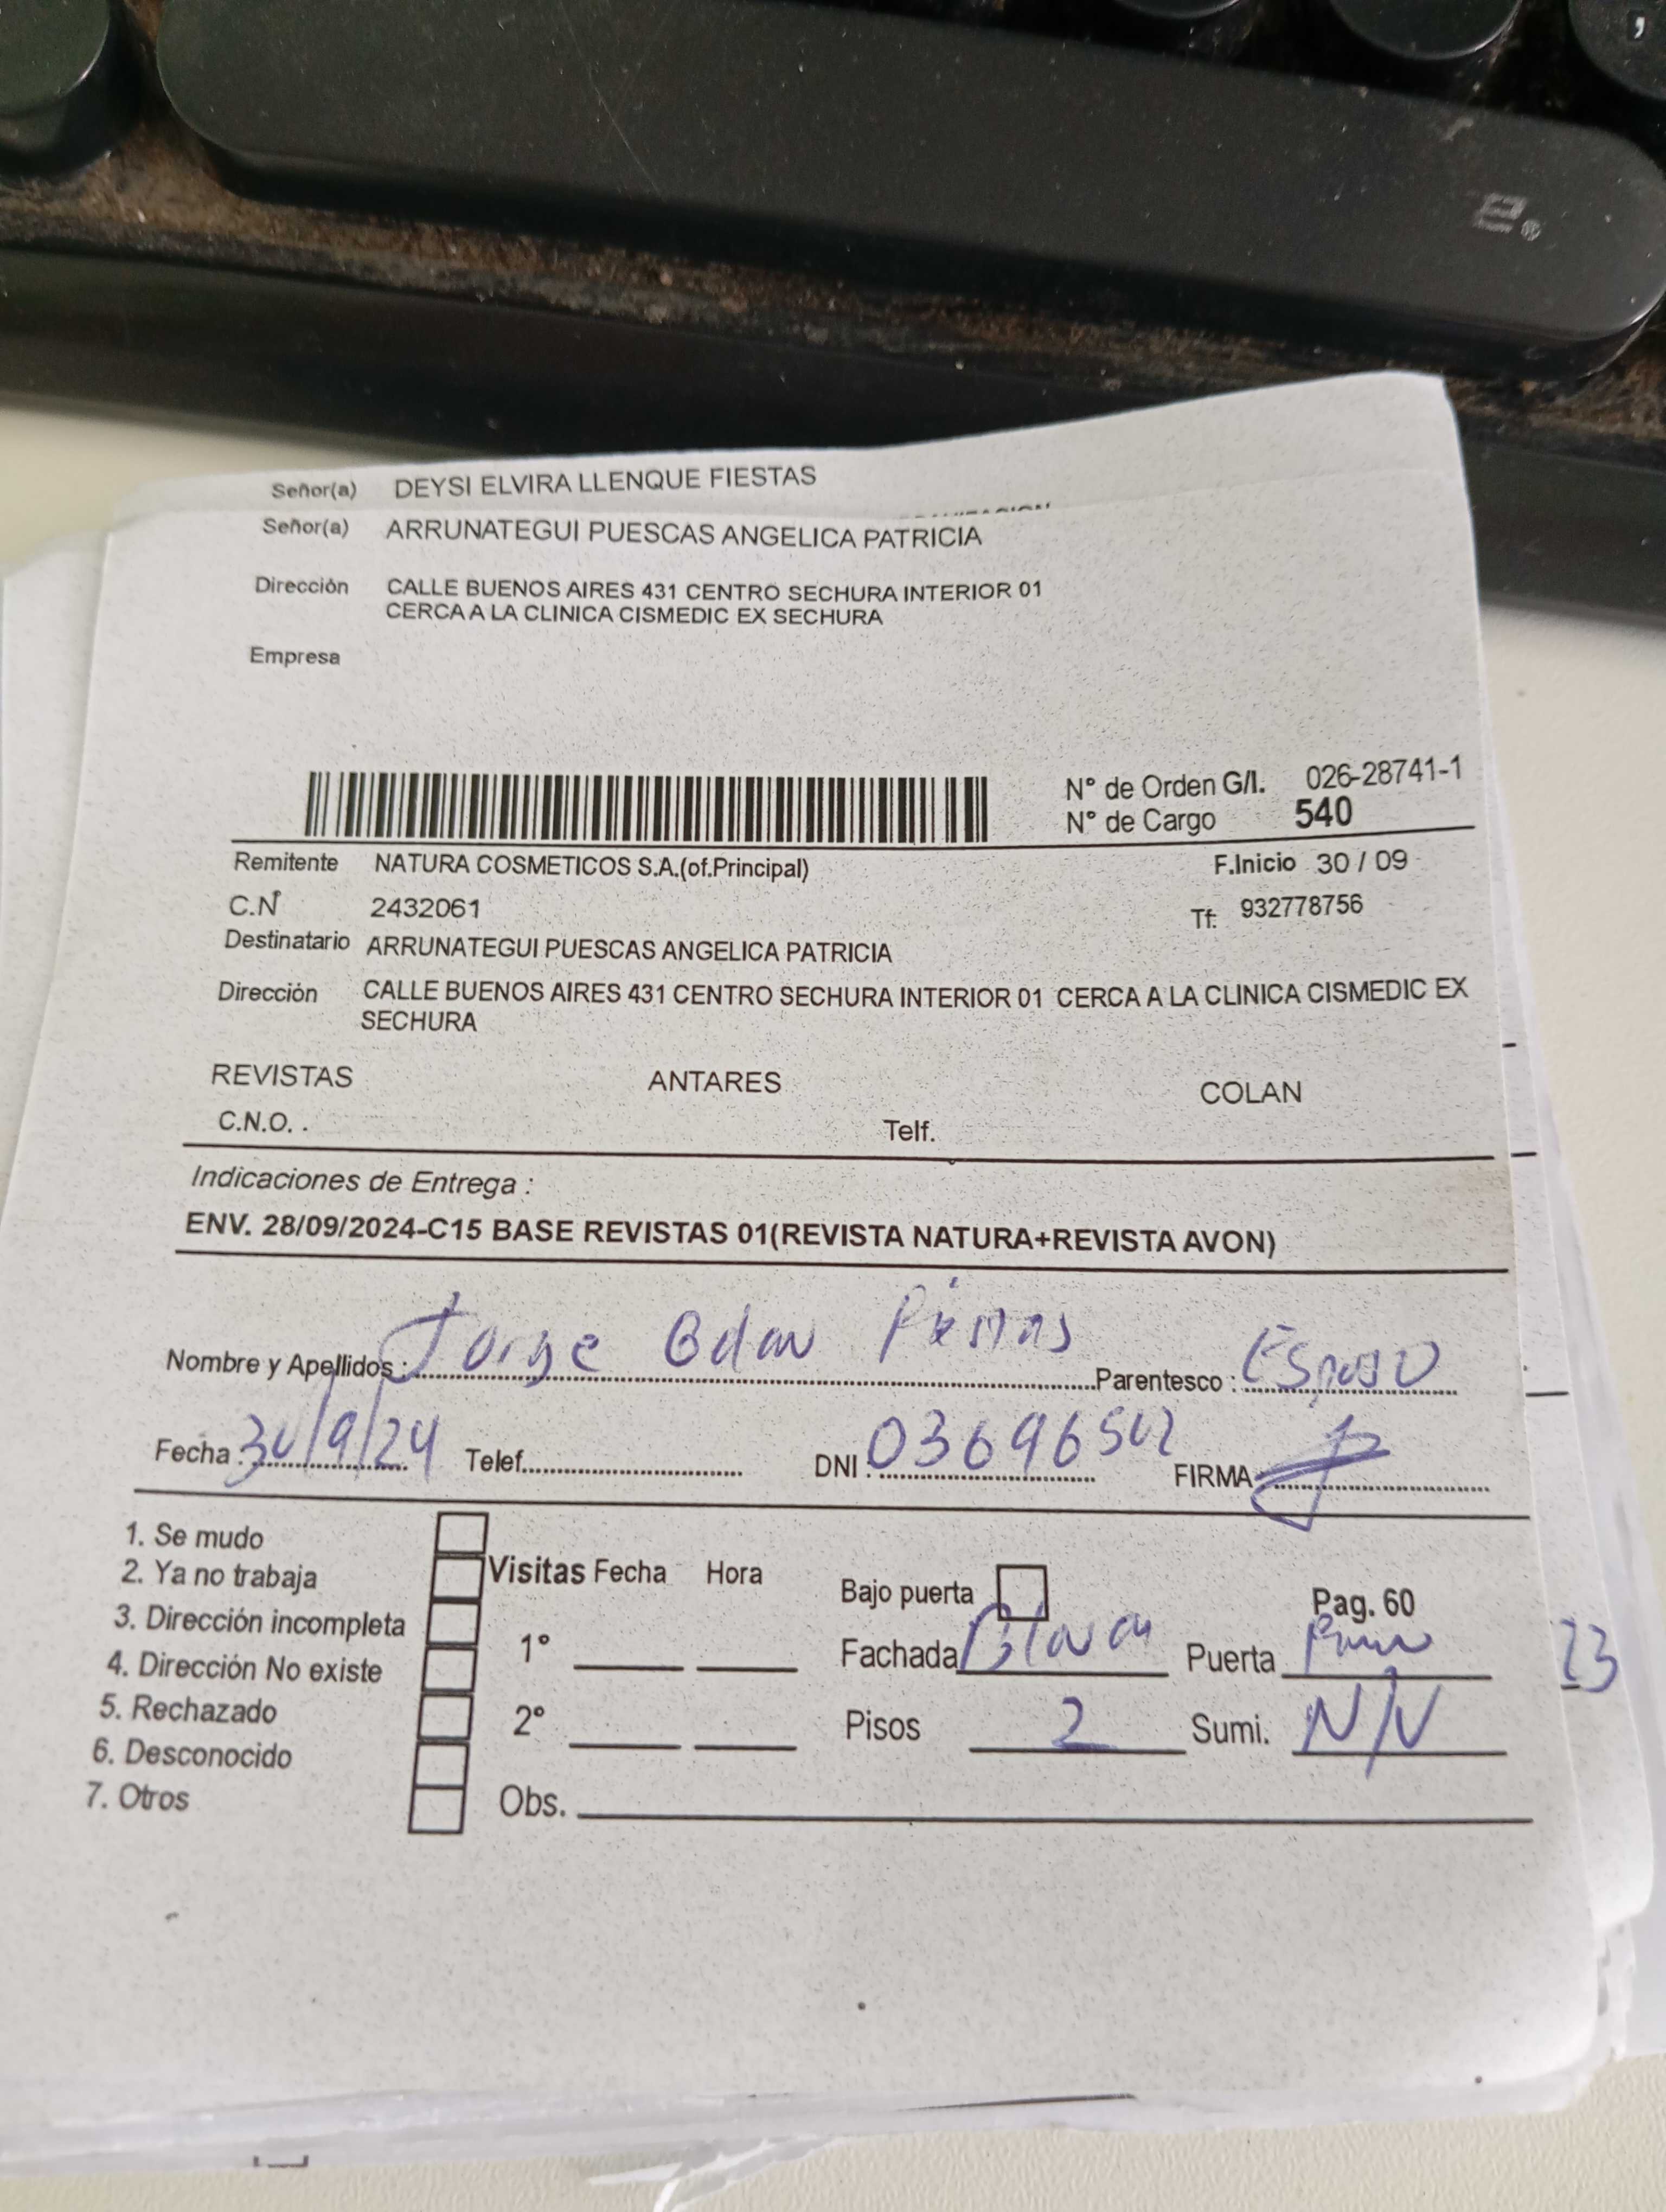 Señor(a) DEYSI ELVIRA LLENQUE FIESTAS
Señor(a) ARRUNATEGUI PUESCAS ANGELICA PATRICIA
Dirección CALLE BUENOS AIRES 431 CENTRO SECHURA INTERIOR 01
CERCA A LA CLINICA CISMEDIC EX SECHURA
Empresa
N° de Orden G/I. 026-28741-1
N° de Cargo 540
Remitente NATURA COSMETICOS S.A.(of.Principal) F.Inicio 30 / 09
C.N° 2432061 Tf: 932778756
Destinatario ARRUNATEGUI PUESCAS ANGELICA PATRICIA
Dirección CALLE BUENOS AIRES 431 CENTRO SECHURA INTERIOR 01 CERCA A LA CLINICA CISMEDIC EX
SECHURA
REVISTAS ANTARES COLAN
C.N.O. . Telf.
Indicaciones de Entrega :
ENV. 28/09/2024-C15 BASE REVISTAS 01(REVISTA NATURA+REVISTA AVON)
Nombre y Apellidos : Jorge Parentesco : Esposo
Fecha : 30/9/24 Telef. DNI : FIRMA
1. Se mudo
2. Ya no trabaja Visitas Fecha Hora Bajo puerta Pag. 60
3. Dirección incompleta 1° Fachada Puerta 23
4. Dirección No existe
5. Rechazado 2° Pisos 2 Sumi. N/N
6. Desconocido
7. Otros Obs.